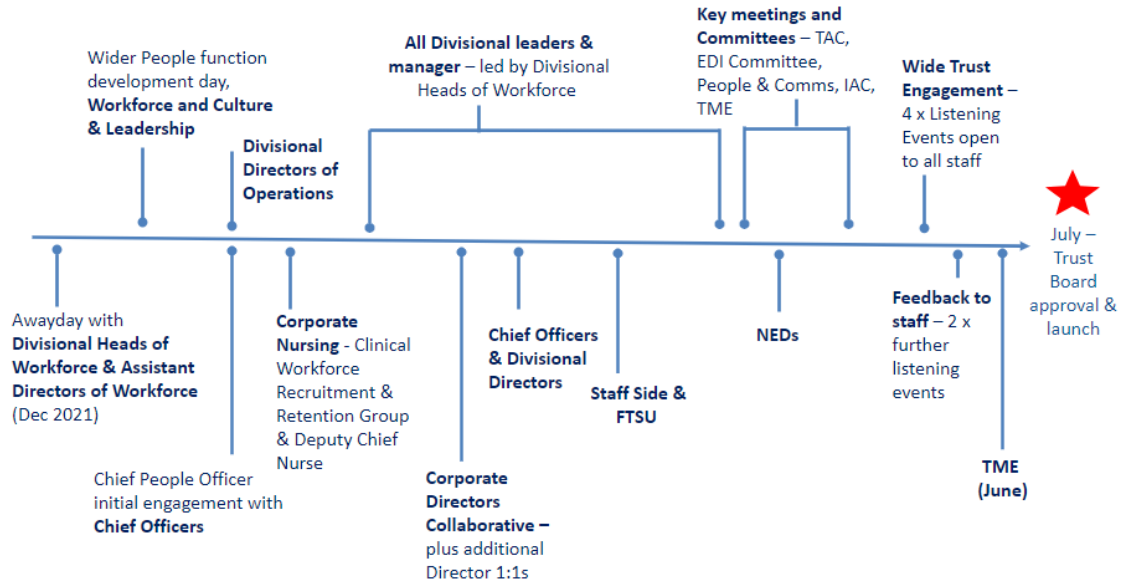 Wider People function
development day,
Workforce and Culture
& Leadership
Divisional
Directors of
Operations
All Divisional leaders &
manager – led by Divisional
Heads of Workforce
Key meetings and
Committees – TAC,
EDI Committee,
People & Comms, IAC,
TME
Wide Trust
Engagement –
4 x Listening
Events open
to all staff
July –
Trust
Board
approval &
launch
Awayday with
Divisional Heads of
Workforce & Assistant
Directors of Workforce
(Dec 2021)
Chief People Officer
initial engagement with
Chief Officers
Corporate
Nursing - Clinical
Workforce
Recruitment &
Retention Group
& Deputy Chief
Nurse
Corporate
Directors
Collaborative –
plus additional
Director 1:1s
Chief Officers
& Divisional
Directors
Staff Side &
FTSU
NEDs
Feedback to
staff – 2 x
further
listening
events
TME
(June)